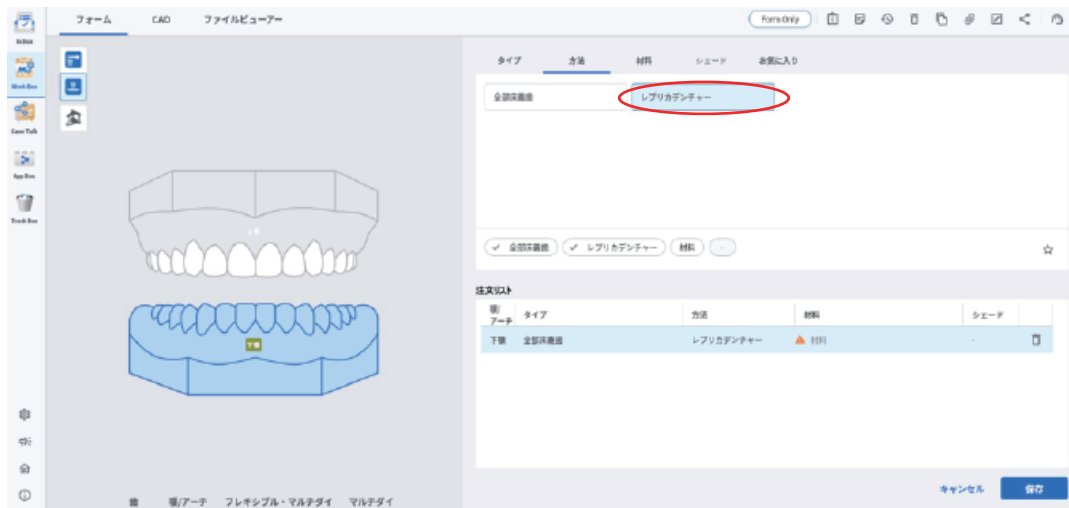 フォーム CAD ファイルビューアー Form Only
In Box
Work Box
Case Talk
App Box
Trash Box
タイプ 方法 材料 シェード お気に入り
全部床義歯 レプリカデンチャー
上顎
下顎
全部床義歯 レプリカデンチャー 材料 -
注文リスト
顎/アーチ タイプ 方法 材料 シェード
下顎 全部床義歯 レプリカデンチャー 材料 -
キャンセル 保存
歯 顎/アーチ フレキシブル・マルチダイ マルチダイ